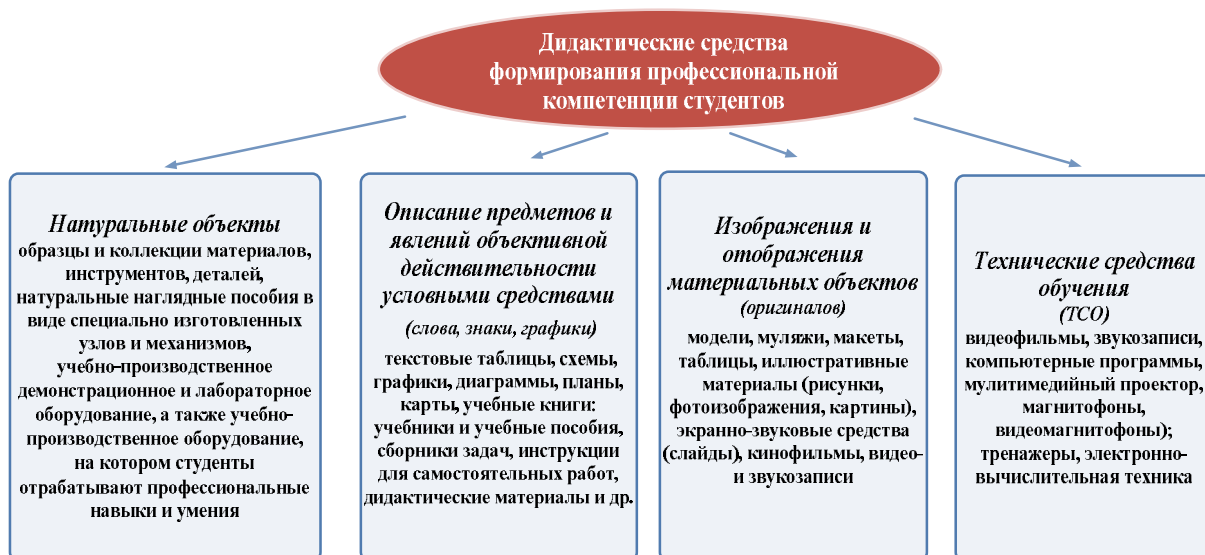 Дидактические средства
формирования профессиональной
компетенции студентов
Натуральные объекты
образцы и коллекции материалов,
инструментов, деталей,
натуральные наглядные пособия в
виде специально изготовленных
узлов и механизмов,
учебно-производственное
демонстрационное и лабораторное
оборудование, а также учебно-
производственное оборудование,
на котором студенты
отрабатывают профессиональные
навыки и умения
Описание предметов и
явлений объективной
действительности
условными средствами
(слова, знаки, графики)
текстовые таблицы, схемы,
графики, диаграммы, планы,
карты, учебные книги:
учебники и учебные пособия,
сборники задач, инструкции
для самостоятельных работ,
дидактические материалы и др.
Изображения и
отображения
материальных объектов
(оригиналов)
модели, муляжи, макеты,
таблицы, иллюстративные
материалы (рисунки,
фотоизображения, картины),
экранно-звуковые средства
(слайды), кинофильмы, видео-
и звукозаписи
Технические средства
обучения
(ТСО)
видеофильмы, звукозаписи,
компьютерные программы,
мулитимедийный проектор,
магнитофоны,
видеомагнитофоны);
тренажеры, электронно-
вычислительная техника